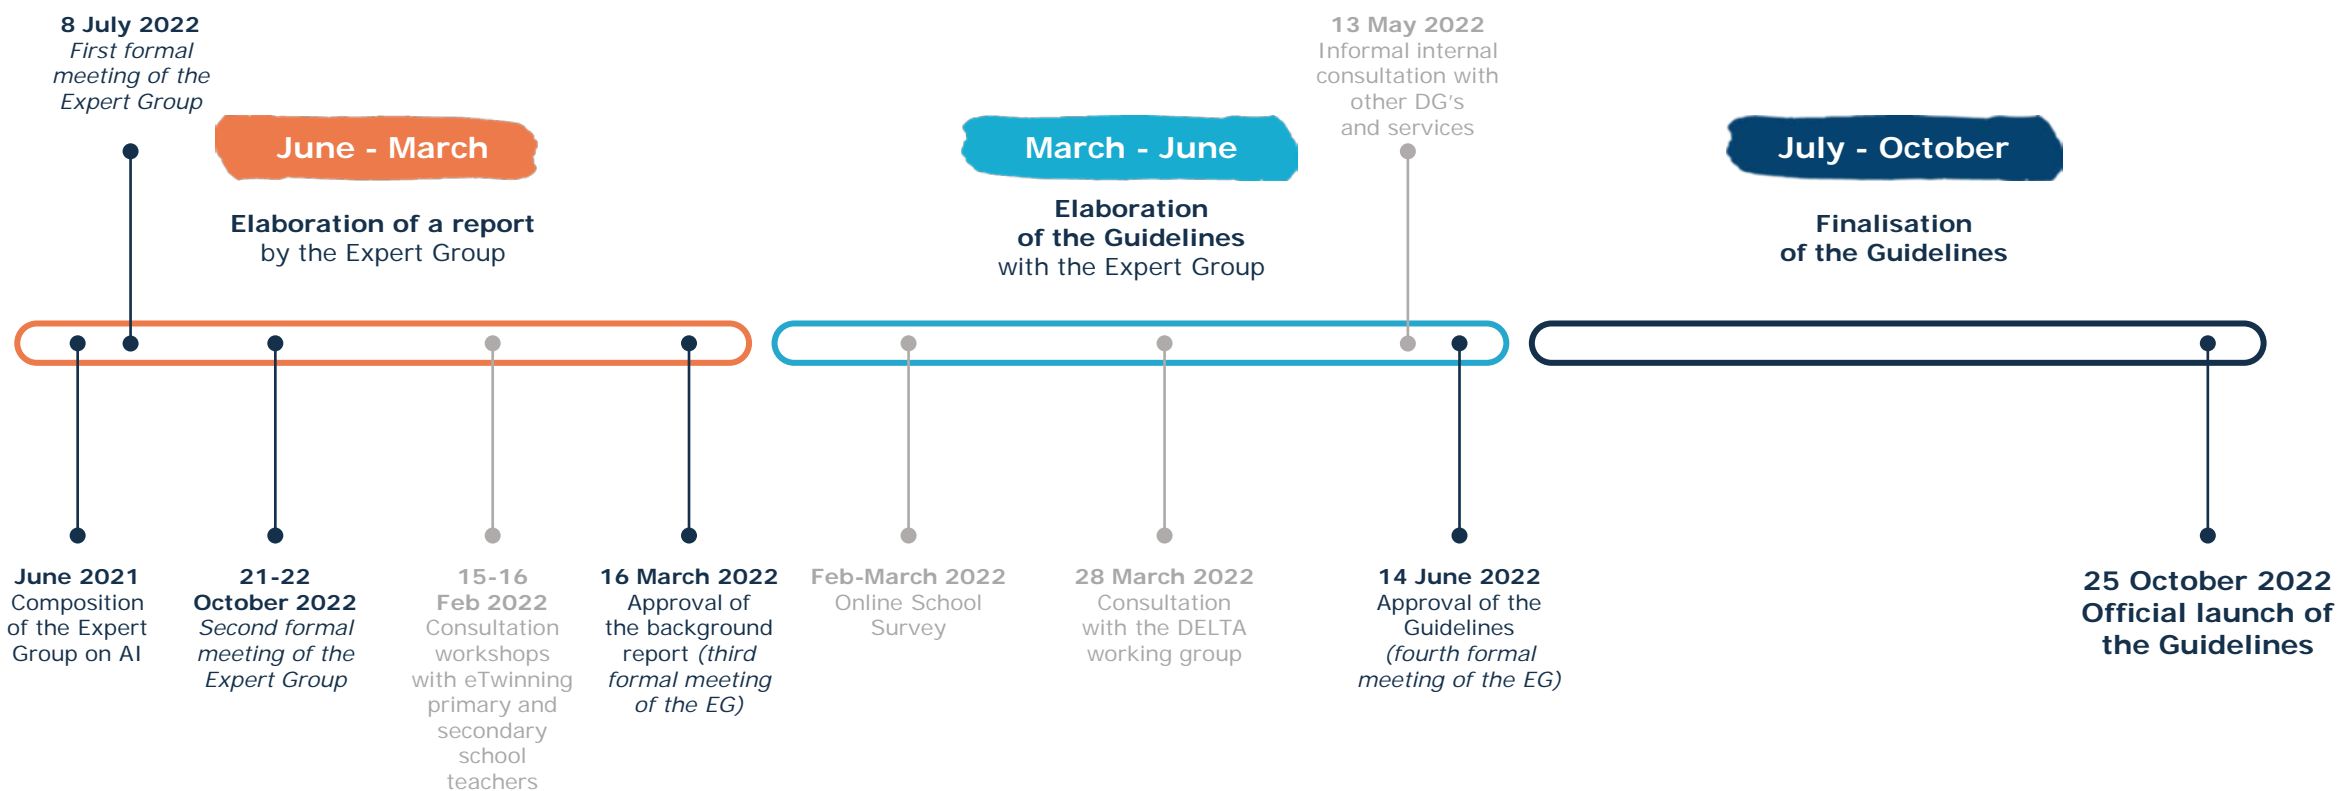 8 July 2022
First formal
meeting of the
Expert Group
13 May 2022
Informal internal
consultation with
other DG's
and services
June - March
March - June
July - October
Elaboration of a report
by the Expert Group
Elaboration
of the Guidelines
with the Expert Group
Finalisation
of the Guidelines
June 2021
Composition
of the Expert
Group on AI
21-22
October 2022
Second formal
meeting of the
Expert Group
15-16
Feb 2022
Consultation
workshops
with eTwinning
primary and
secondary
school
teachers
16 March 2022
Approval of
the background
report (third
formal meeting
of the EG)
Feb-March 2022
Online School
Survey
28 March 2022
Consultation
with the DELTA
working group
14 June 2022
Approval of the
Guidelines
(fourth formal
meeting of the EG)
25 October 2022
Official launch of
the Guidelines